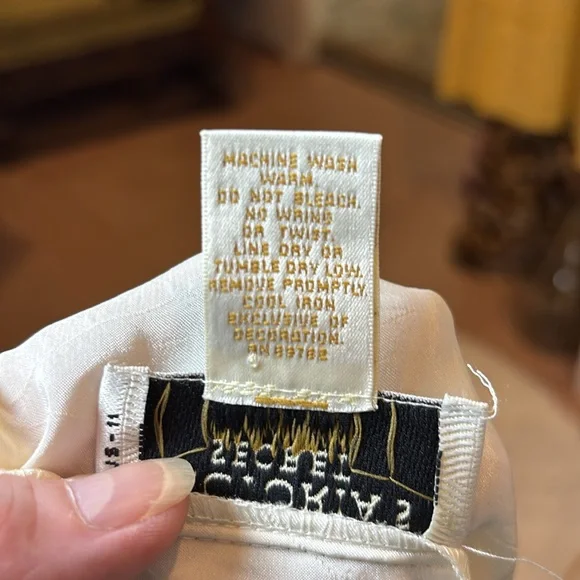 MACHINE WASH
WARM.
DO NOT BLEACH.
NO WRING
OR TWIST.
LINE DRY OR
TUMBLE DRY LOW.
REMOVE PROMPTLY.
COOL IRON
EXCLUSIVE OF
DECORATION.
RN 89782
SECRET